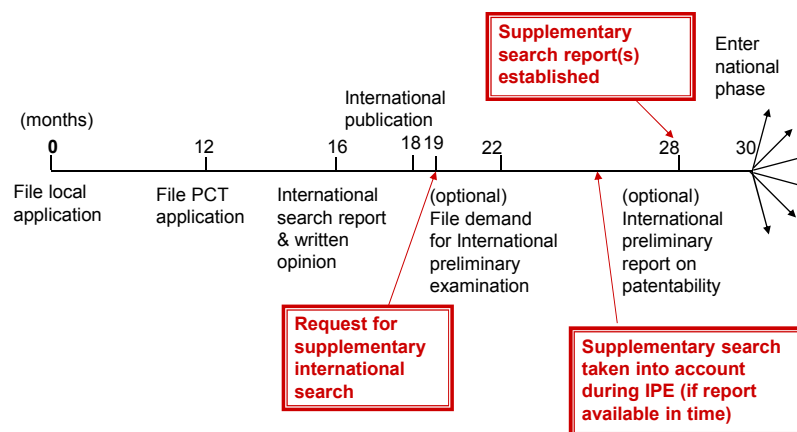 Supplementary
search report(s)
established
Enter
national
phase
International
publication
(months)
0
12
16
18
19
22
28
30
File local
application
File PCT
application
International
search report
& written
opinion
(optional)
File demand
for International
preliminary
examination
(optional)
International
preliminary
report on
patentability
Request for
supplementary
international
search
Supplementary search
taken into account
during IPE (if report
available in time)